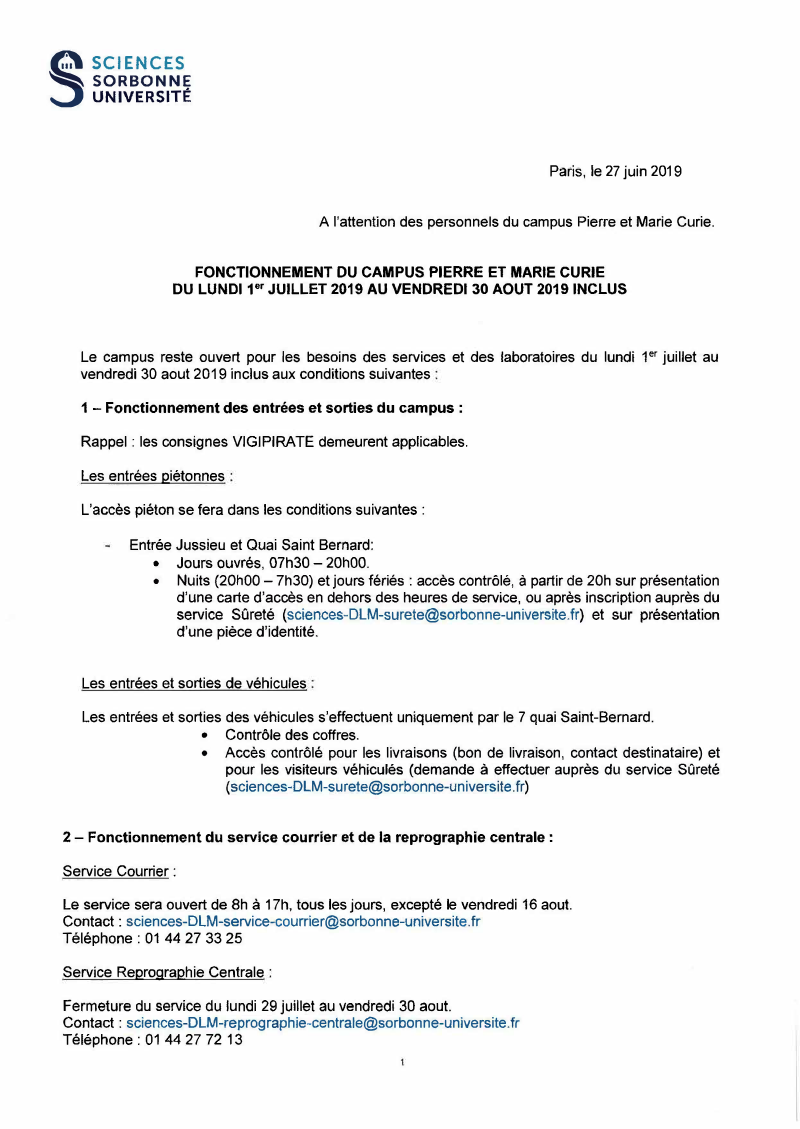 SCIENCES
SORBONNE
UNIVERSITÉ
Paris, le 27 juin 2019
A l'attention des personnels du campus Pierre et Marie Curie.
FONCTIONNEMENT DU CAMPUS PIERRE ET MARIE CURIE
DU LUNDI 1er JUILLET 2019 AU VENDREDI 30 AOUT 2019 INCLUS
Le campus reste ouvert pour les besoins des services et des laboratoires du lundi 1er juillet au
vendredi 30 aout 2019 inclus aux conditions suivantes :
1 – Fonctionnement des entrées et sorties du campus :
Rappel : les consignes VIGIPIRATE demeurent applicables.
Les entrées piétonnes :
L'accès piéton se fera dans les conditions suivantes :
- Entrée Jussieu et Quai Saint Bernard:
• Jours ouvrés, 07h30 – 20h00.
• Nuits (20h00 – 7h30) et jours fériés : accès contrôlé, à partir de 20h sur présentation
d'une carte d'accès en dehors des heures de service, ou après inscription auprès du
service Sûreté (sciences-DLM-surete@sorbonne-universite.fr) et sur présentation
d'une pièce d'identité.
Les entrées et sorties de véhicules :
Les entrées et sorties des véhicules s'effectuent uniquement par le 7 quai Saint-Bernard.
• Contrôle des coffres.
• Accès contrôlé pour les livraisons (bon de livraison, contact destinataire) et
pour les visiteurs véhiculés (demande à effectuer auprès du service Sûreté
(sciences-DLM-surete@sorbonne-universite.fr)
2 – Fonctionnement du service courrier et de la reprographie centrale :
Service Courrier :
Le service sera ouvert de 8h à 17h, tous les jours, excepté le vendredi 16 aout.
Contact : sciences-DLM-service-courrier@sorbonne-universite.fr
Téléphone : 01 44 27 33 25
Service Reprographie Centrale :
Fermeture du service du lundi 29 juillet au vendredi 30 aout.
Contact : sciences-DLM-reprographie-centrale@sorbonne-universite.fr
Téléphone : 01 44 27 72 13
1